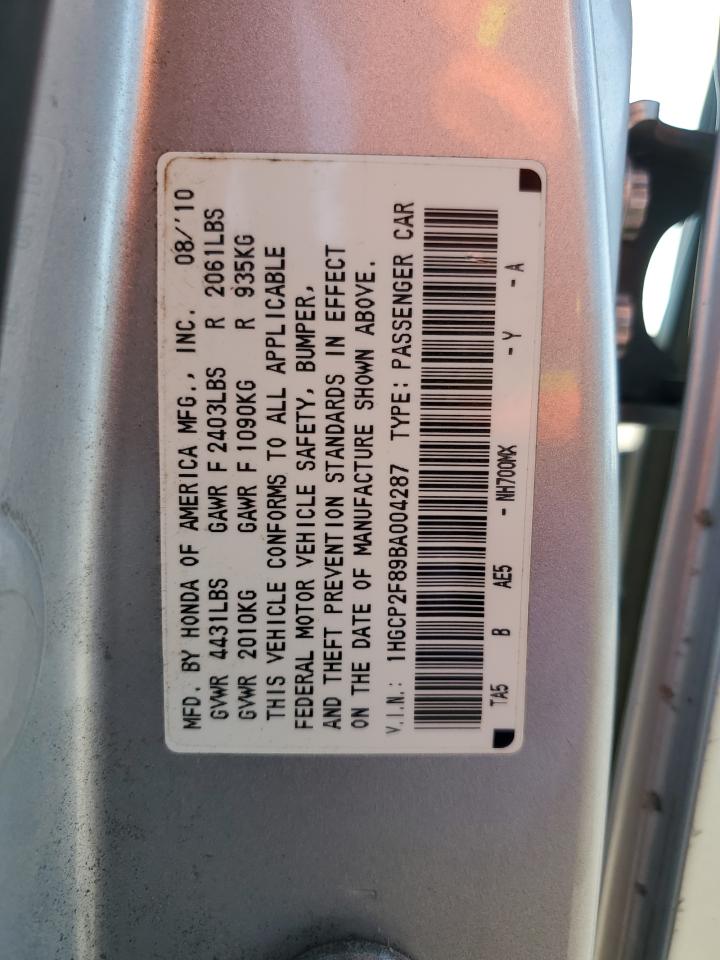 MFD. BY HONDA OF AMERICA MFG., INC. 08/'10
GVWR 4431LBS GAWR F 2403LBS R 2061LBS
GVWR 2010KG GAWR F 1090KG R 935KG
THIS VEHICLE CONFORMS TO ALL APPLICABLE
FEDERAL MOTOR VEHICLE SAFETY, BUMPER,
AND THEFT PREVENTION STANDARDS IN EFFECT
ON THE DATE OF MANUFACTURE SHOWN ABOVE.
V.I.N.: 1HGCP2F89BA004287 TYPE: PASSENGER CAR
TA5 B AE5 - NH700MX - Y - A